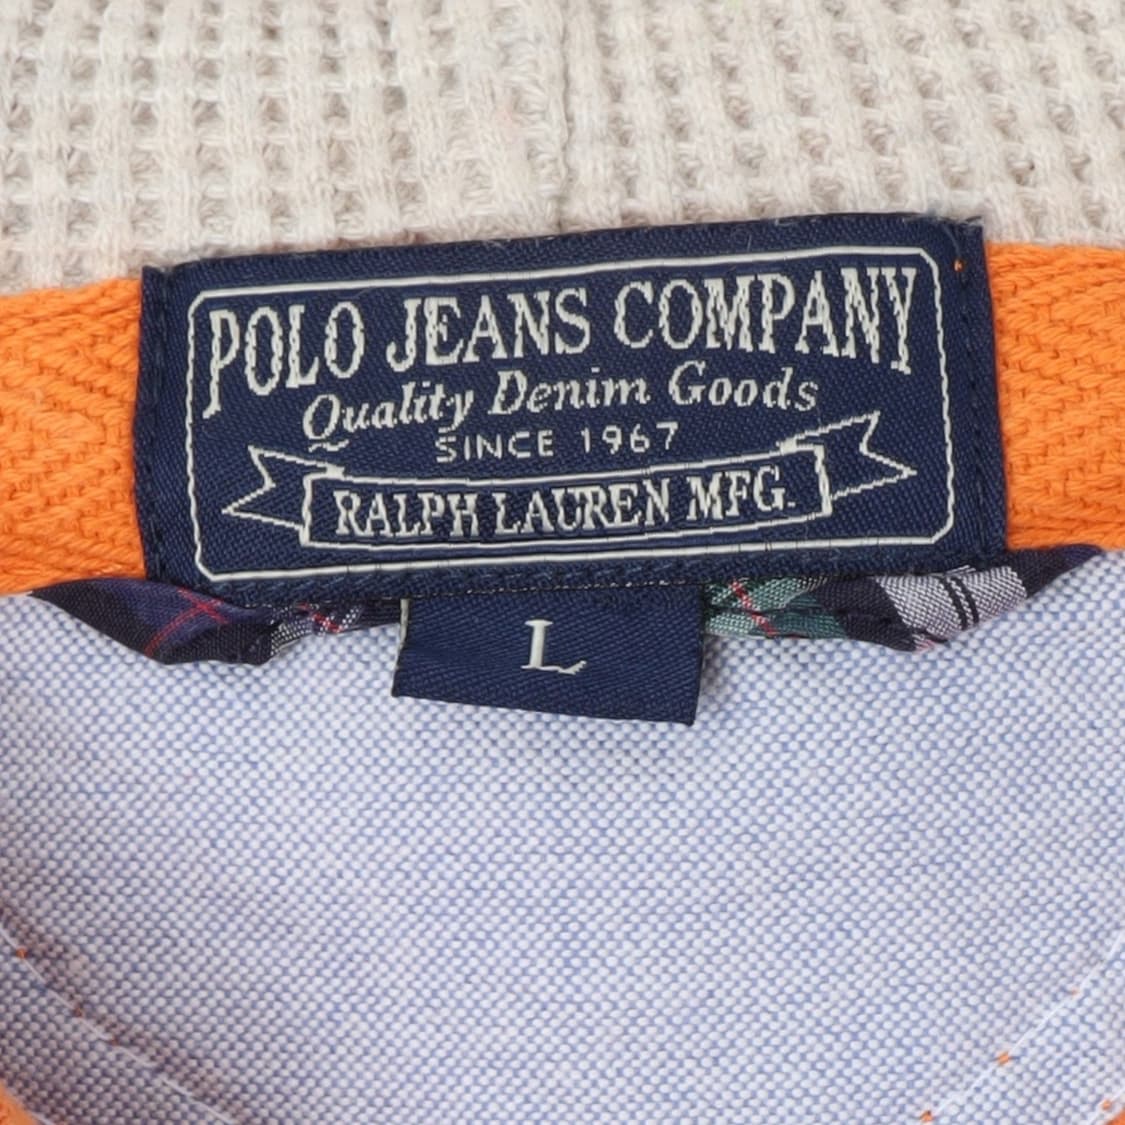 POLO JEANS COMPANY
Quality Denim Goods
SINCE 1967
RALPH LAUREN MFG.
L